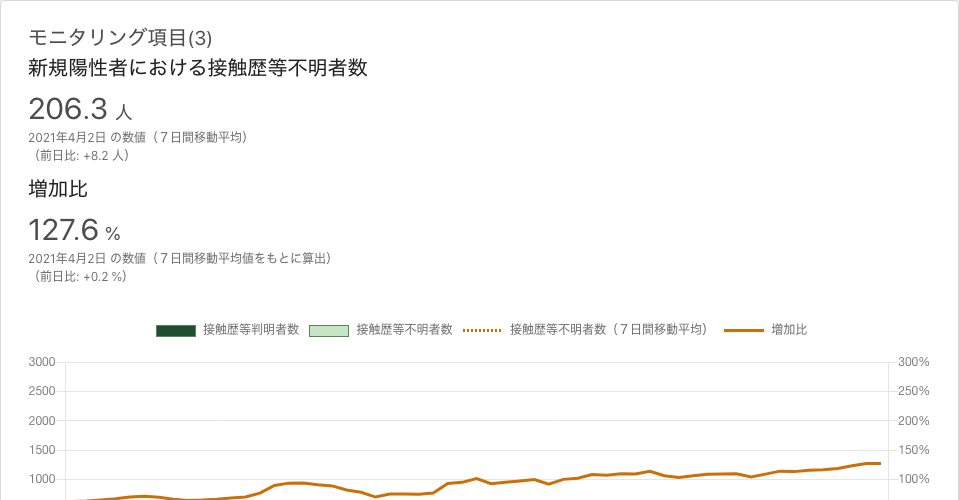 モニタリング項目(3)
新規陽性者における接触歴等不明者数
206.3 人
2021年4月2日 の数値（７日間移動平均）
（前日比: +8.2 人）
増加比
127.6 %
2021年4月2日 の数値（７日間移動平均値をもとに算出）
（前日比: +0.2 %）
接触歴等判明者数 接触歴等不明者数 接触歴等不明者数（７日間移動平均） 増加比
3000 300%
2500 250%
2000 200%
1500 150%
1000 100%